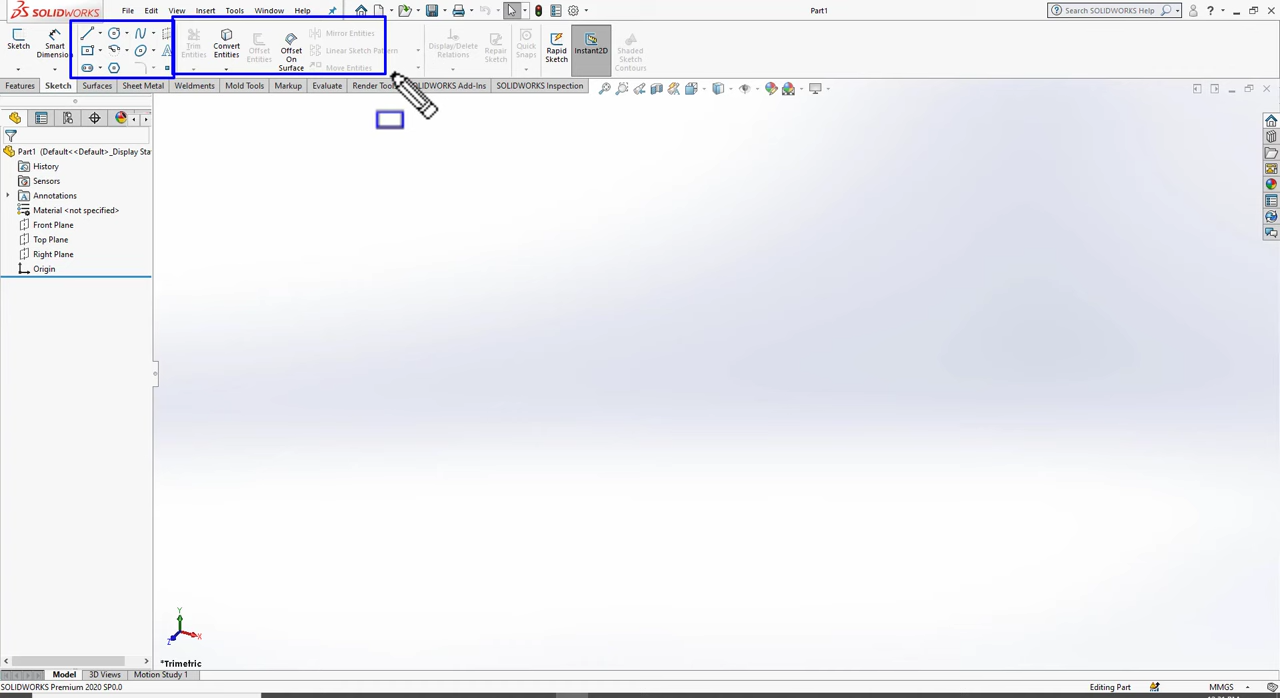 SOLIDWORKS File Edit View Insert Tools Window Help Part1 Search SOLIDWORKS Help
Sketch
Smart
Dimension
Trim
Entities
Convert
Entities
Offset
Entities
Offset
On
Surface
Mirror Entities
Linear Sketch Pattern
Move Entities
Display/Delete
Relations
Repair
Sketch
Quick
Snaps
Rapid
Sketch
Instant2D
Shaded
Sketch
Contours
Features Sketch Surfaces Sheet Metal Weldments Mold Tools Markup Evaluate Render Tools SOLIDWORKS Add-Ins SOLIDWORKS Inspection
Part1 (Default<<Default>_Display Sta
History
Sensors
Annotations
Material <not specified>
Front Plane
Top Plane
Right Plane
Origin
Y
X
Z
*Trimetric
Model 3D Views Motion Study 1
SOLIDWORKS Premium 2020 SP0.0 Editing Part MMGS